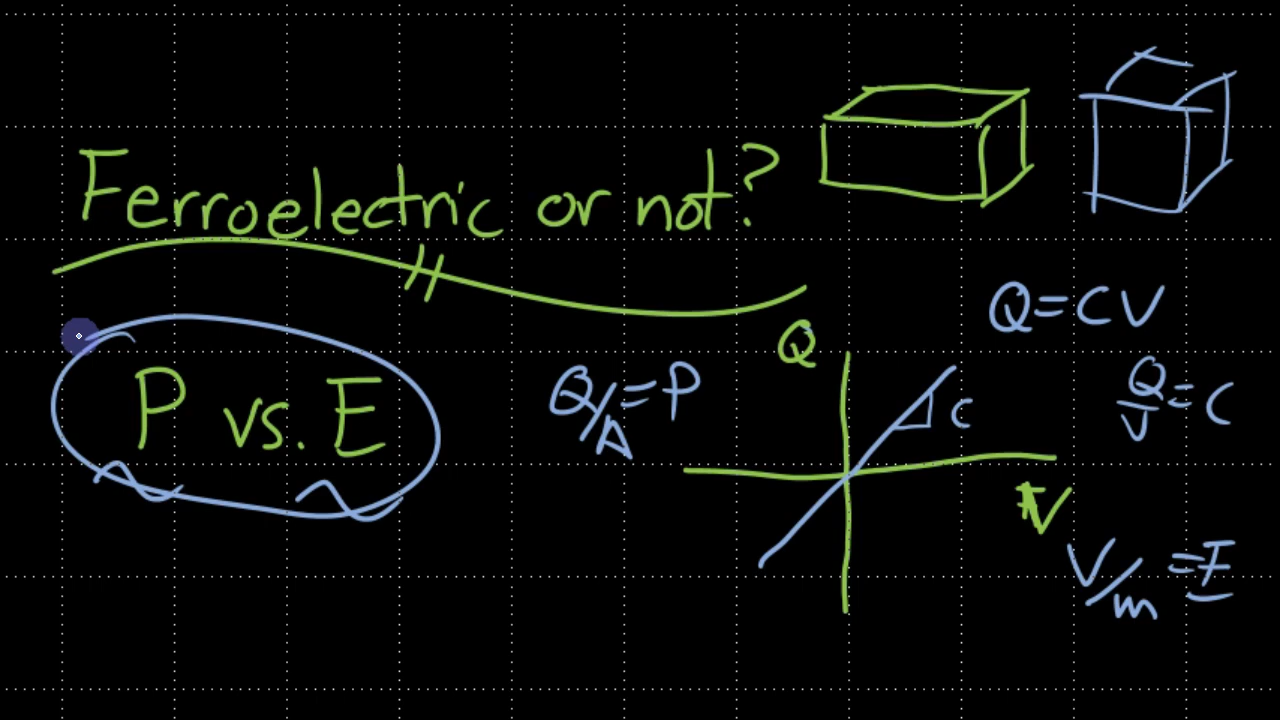 Ferroelectric or not?
P vs. E
Q/A = P
Q
C
V
Q = CV
Q/V = C
V/m = E